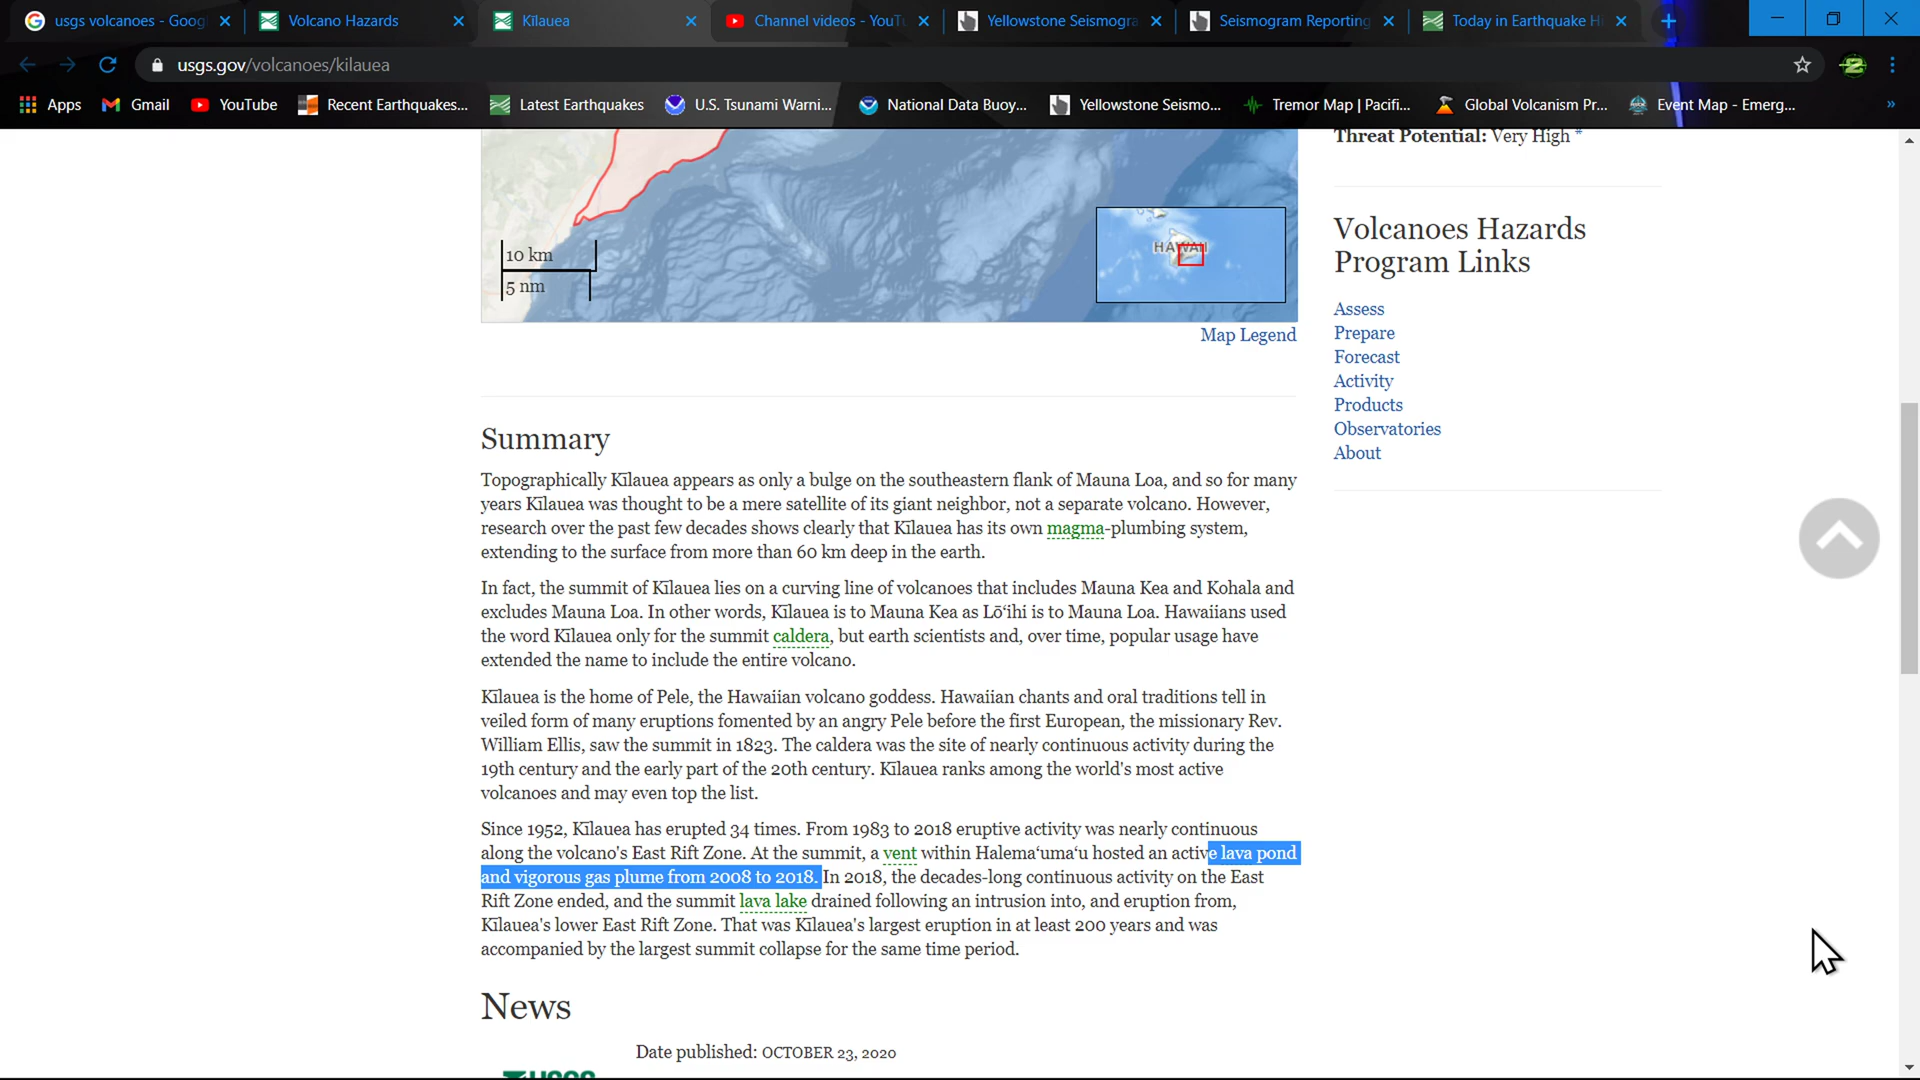 usgs volcanoes - Googl
Volcano Hazards
Kīlauea
Channel videos - YouTu
Yellowstone Seismogra
Seismogram Reporting
Today in Earthquake Hi
usgs.gov/volcanoes/kilauea
Apps
Gmail
YouTube
Recent Earthquakes...
Latest Earthquakes
U.S. Tsunami Warni...
National Data Buoy...
Yellowstone Seismo...
Tremor Map | Pacifi...
Global Volcanism Pr...
Event Map - Emerg...
»
10 km
5 nm
HAWAII
Map Legend
Threat Potential: Very High *
Volcanoes Hazards
Program Links
Assess
Prepare
Forecast
Activity
Products
Observatories
About
Summary
Topographically Kīlauea appears as only a bulge on the southeastern flank of Mauna Loa, and so for many
years Kīlauea was thought to be a mere satellite of its giant neighbor, not a separate volcano. However,
research over the past few decades shows clearly that Kīlauea has its own magma-plumbing system,
extending to the surface from more than 60 km deep in the earth.
In fact, the summit of Kīlauea lies on a curving line of volcanoes that includes Mauna Kea and Kohala and
excludes Mauna Loa. In other words, Kīlauea is to Mauna Kea as Lō‘ihi is to Mauna Loa. Hawaiians used
the word Kīlauea only for the summit caldera, but earth scientists and, over time, popular usage have
extended the name to include the entire volcano.
Kīlauea is the home of Pele, the Hawaiian volcano goddess. Hawaiian chants and oral traditions tell in
veiled form of many eruptions fomented by an angry Pele before the first European, the missionary Rev.
William Ellis, saw the summit in 1823. The caldera was the site of nearly continuous activity during the
19th century and the early part of the 20th century. Kīlauea ranks among the world's most active
volcanoes and may even top the list.
Since 1952, Kīlauea has erupted 34 times. From 1983 to 2018 eruptive activity was nearly continuous
along the volcano's East Rift Zone. At the summit, a vent within Halema‘uma‘u hosted an active lava pond
and vigorous gas plume from 2008 to 2018. In 2018, the decades-long continuous activity on the East
Rift Zone ended, and the summit lava lake drained following an intrusion into, and eruption from,
Kīlauea's lower East Rift Zone. That was Kīlauea's largest eruption in at least 200 years and was
accompanied by the largest summit collapse for the same time period.
News
Date published: OCTOBER 23, 2020
USGS